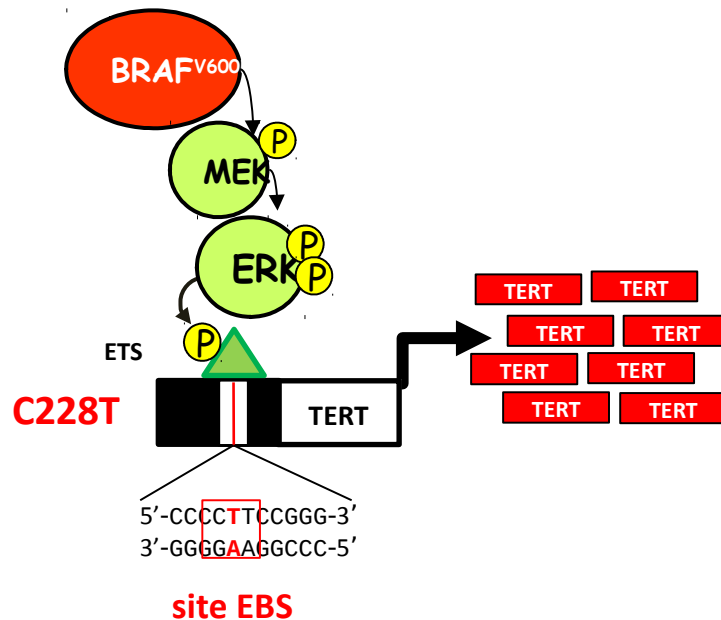 BRAFV600
P
MEK
P
ERK
P
P
ETS
C228T
TERT
TERT TERT
TERT TERT
TERT TERT
TERT TERT
5’-CCCCTTCCGGG-3’
3’-GGGGAAGGCCC-5’
site EBS